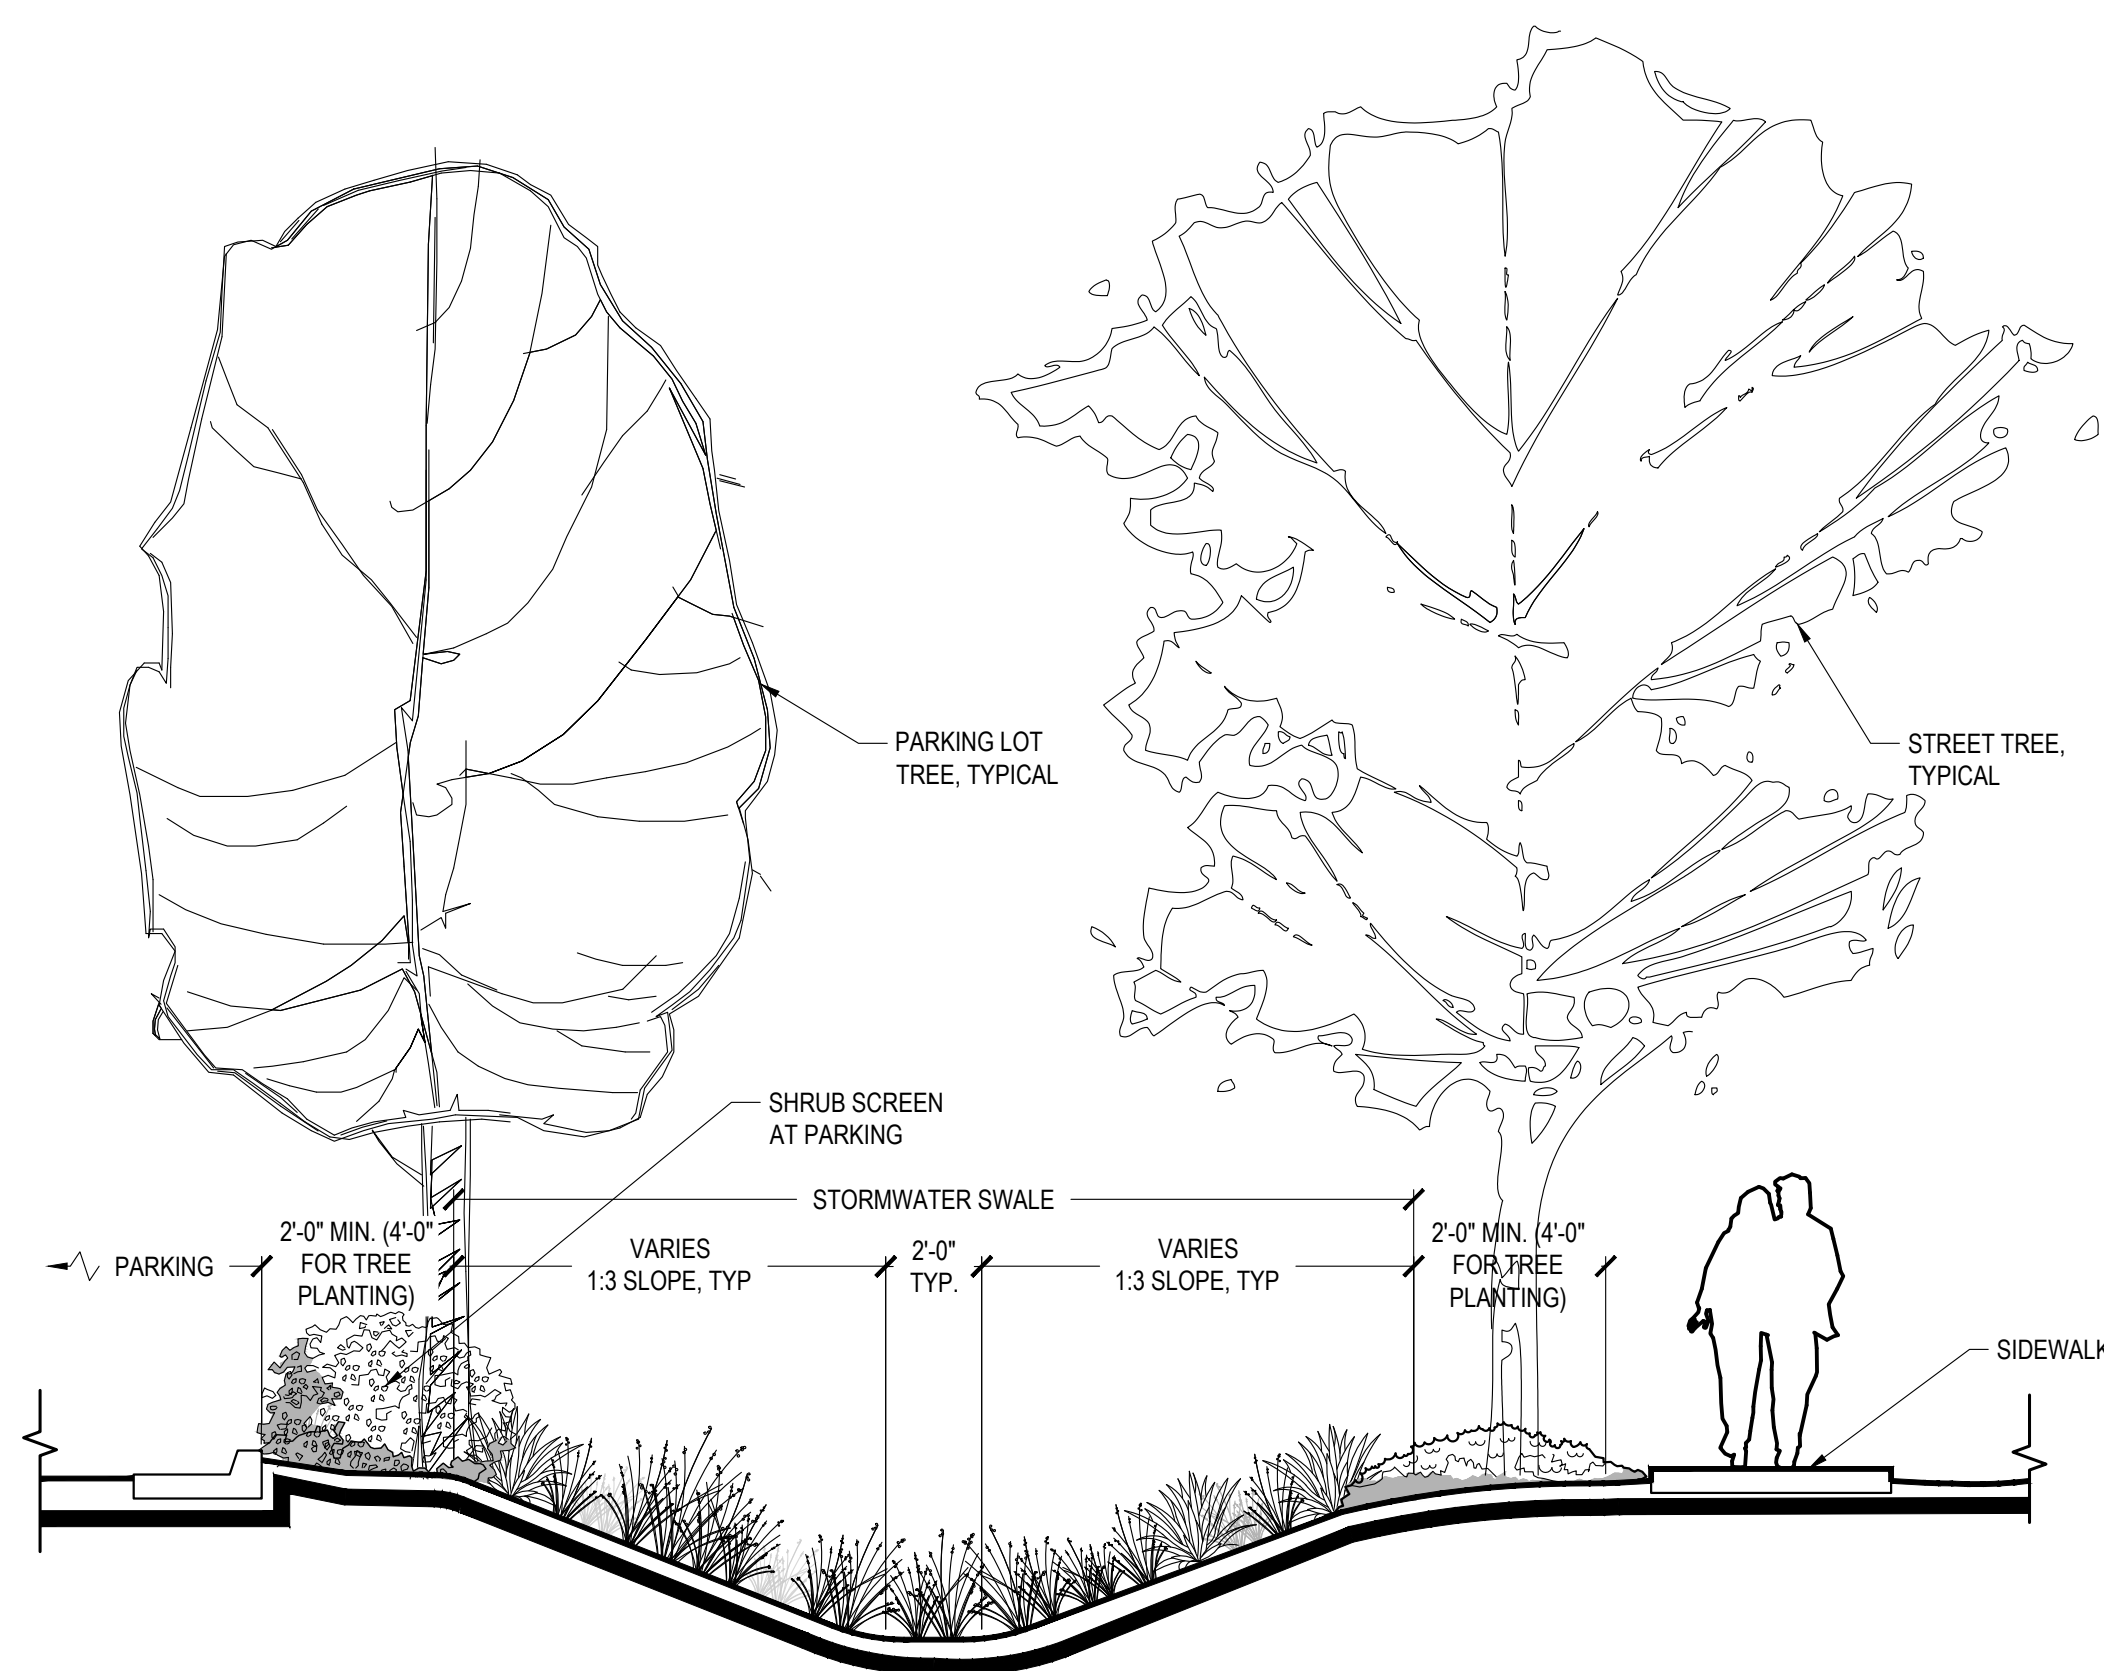 PARKING LOT
TREE, TYPICAL
STREET TREE,
TYPICAL
SHRUB SCREEN
AT PARKING
STORMWATER SWALE
PARKING
2'-0" MIN. (4'-0"
FOR TREE
PLANTING)
VARIES
1:3 SLOPE, TYP
2'-0"
TYP.
VARIES
1:3 SLOPE, TYP
2'-0" MIN. (4'-0"
FOR TREE
PLANTING)
SIDEWALK